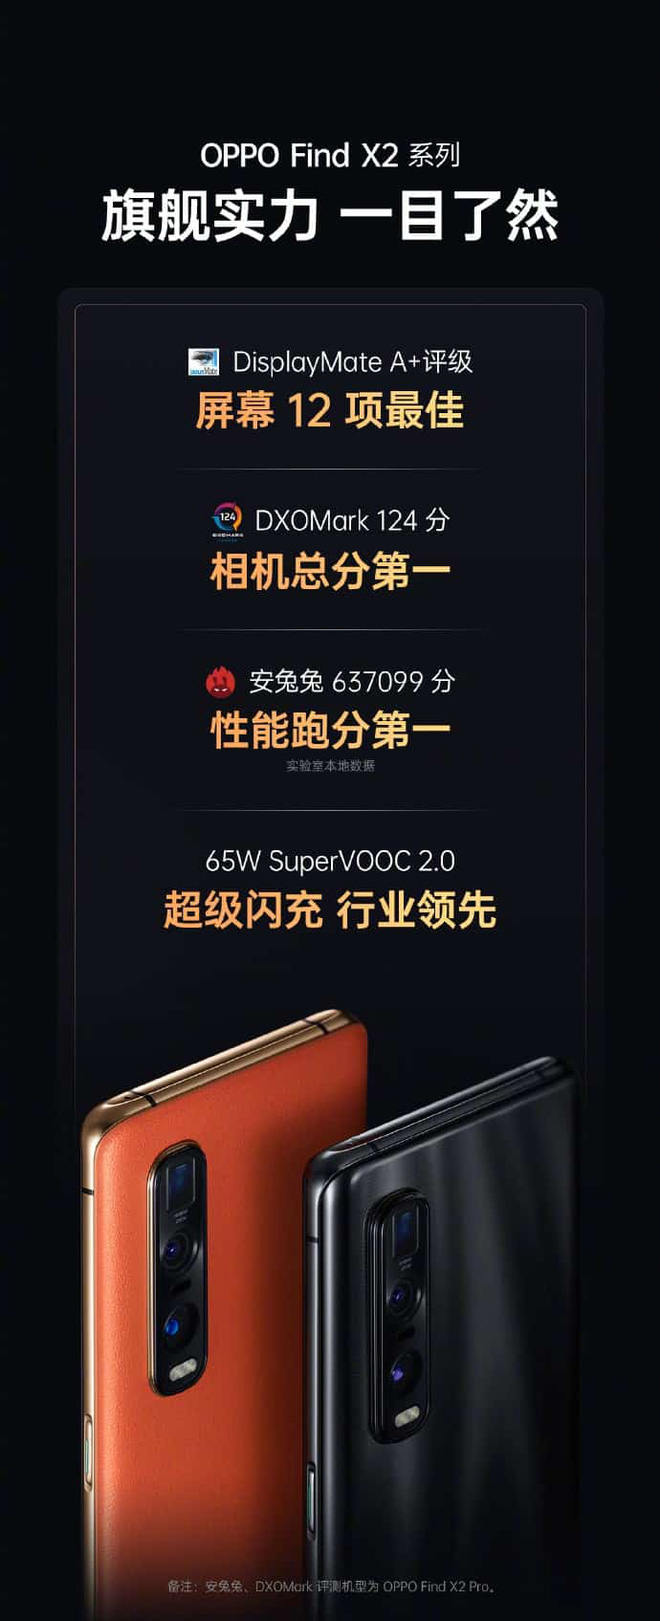 OPPO Find X2 系列
旗舰实力 一目了然
DisplayMate A+评级
屏幕 12 项最佳
124
DXOMARK
DXOMark 124 分
相机总分第一
安兔兔 637099 分
性能跑分第一
实验室本地数据
65W SuperVOOC 2.0
超级闪充 行业领先
备注：安兔兔、DXOMark 评测机型为 OPPO Find X2 Pro。